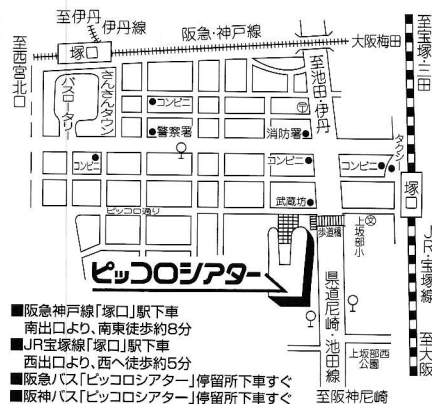 至伊丹
伊丹線
阪急・神戸線
大阪梅田
塚口
至西宮北口
バスロータリー
さんさんタウン
至池田・伊丹
至宝塚・三田
コンビニ
〒
警察署
消防署
タクシー
コンビニ
コンビニ
コンビニ
塚口
武蔵坊
ピッコロ通り
歩道橋
上坂部小
文
JR・宝塚線
ピッコロシアター
県道尼崎・池田線
上坂部西公園
至大阪
至阪神尼崎
■阪急神戸線「塚口」駅下車
南出口より、南東徒歩約8分
■JR宝塚線「塚口」駅下車
西出口より、西へ徒歩約5分
■阪急バス「ピッコロシアター」停留所下車すぐ
■阪神バス「ピッコロシアター」停留所下車すぐ